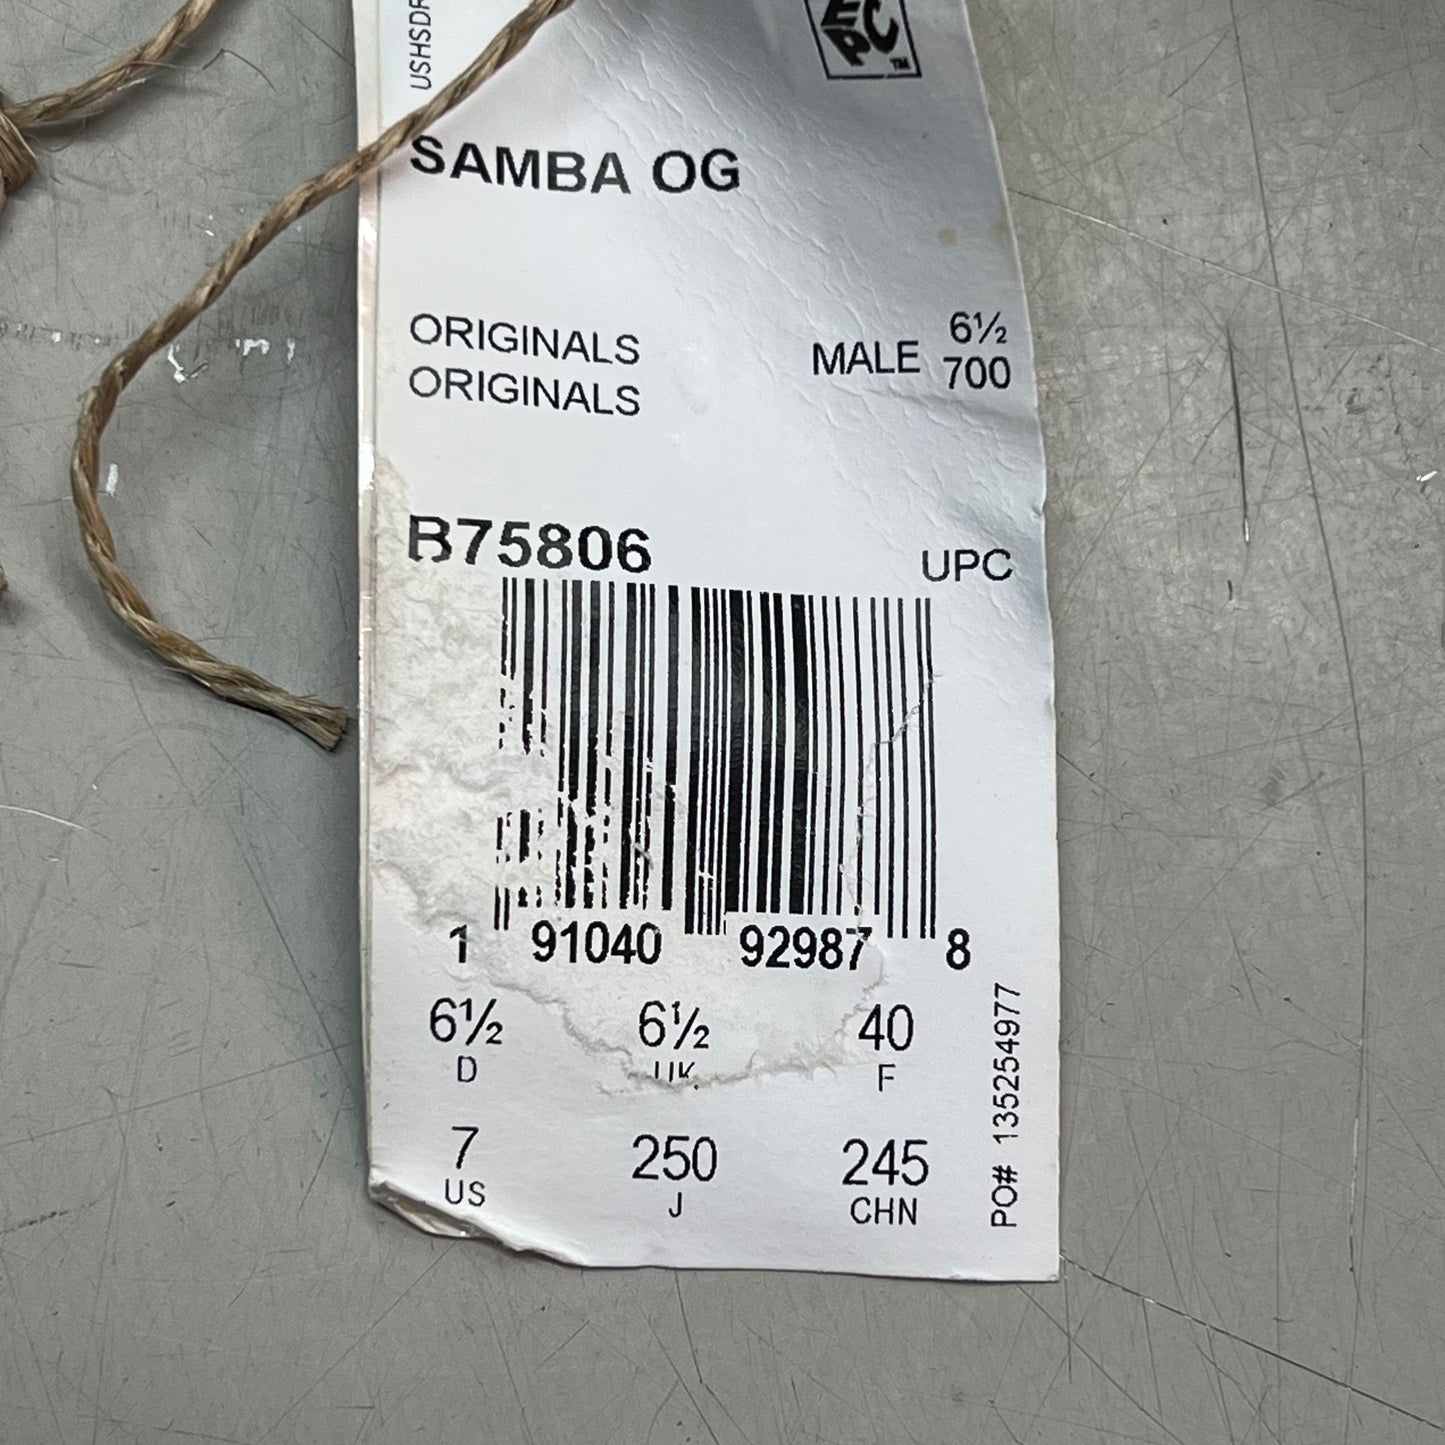 USHSDR
EPC™
SAMBA OG
ORIGINALS
ORIGINALS
MALE 6½
700
B75806
UPC
1 91040 92987 8
6½ 6½ 40
D UK F
7 250 245
US J CHN
PO# 135254977